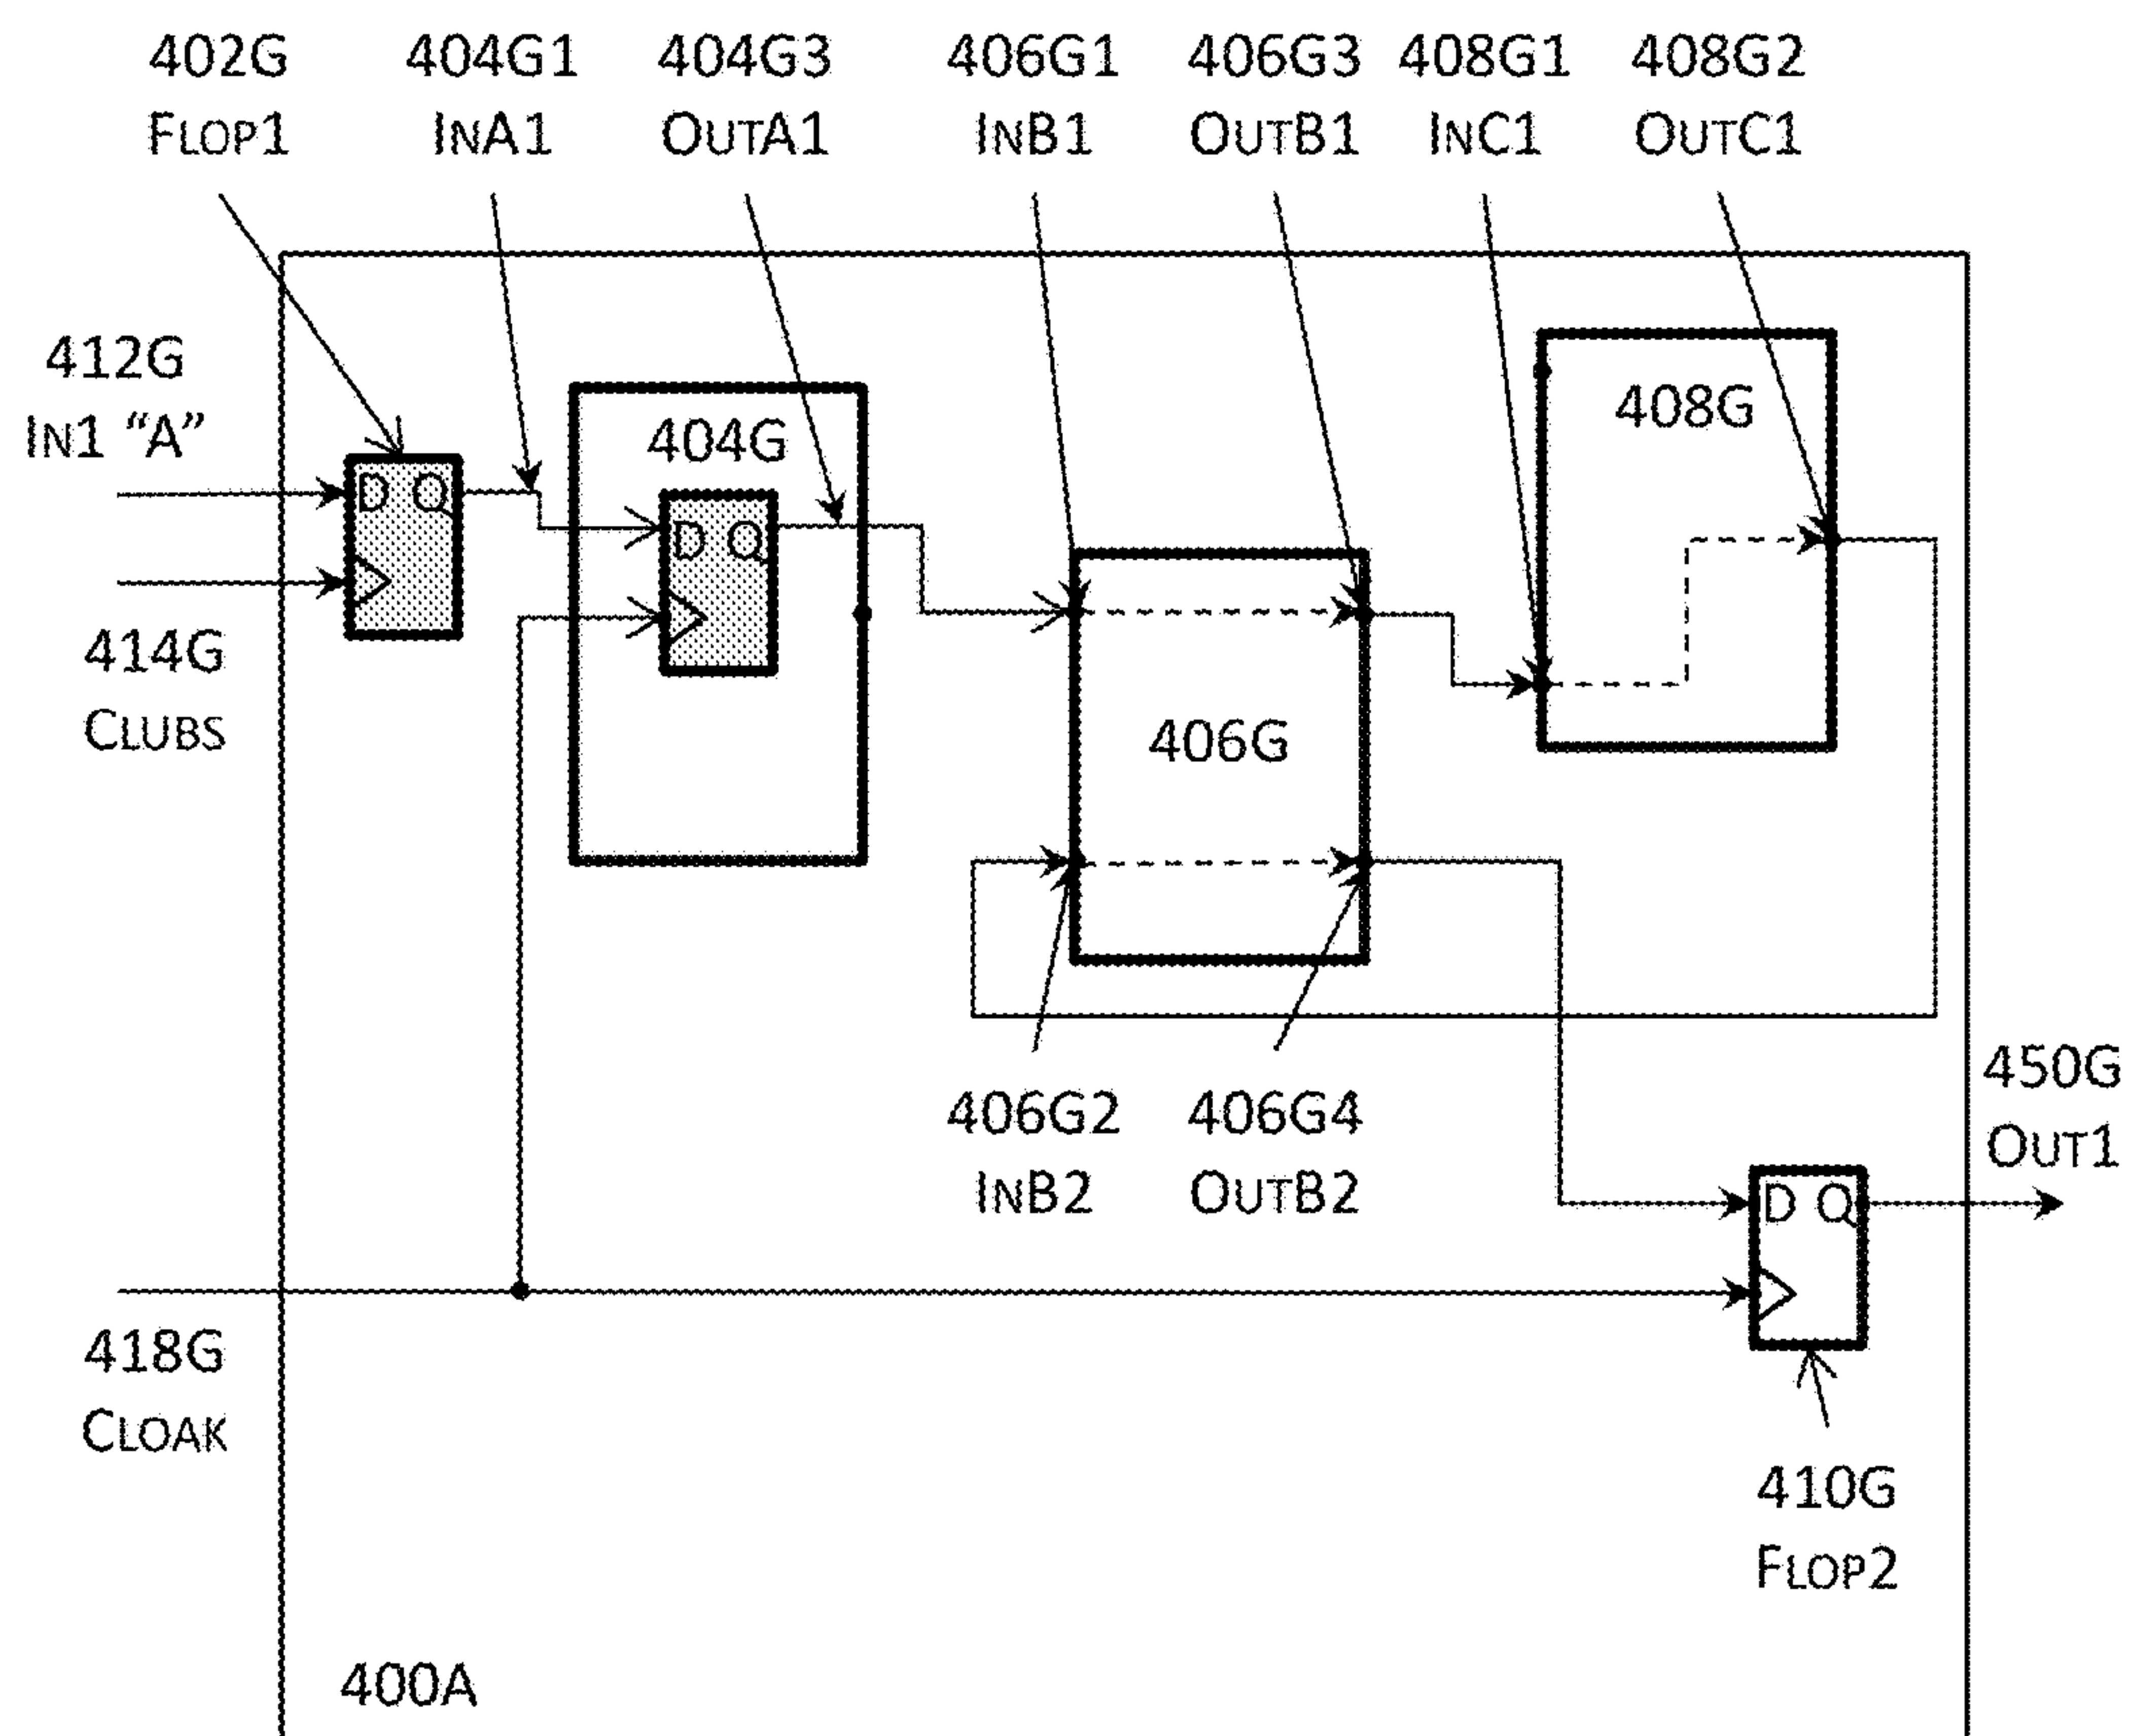 402G 404G1 404G3 406G1 406G3 408G1 408G2
FLOP1 INA1 OUTA1 INB1 OUTB1 INC1 OUTC1
412G
IN1 “A”
408G
404G
D Q
D Q
414G
CLUBS
406G
450G
OUT1
406G2 406G4
INB2 OUTB2
D Q
418G
CLOAK
410G
FLOP2
400A